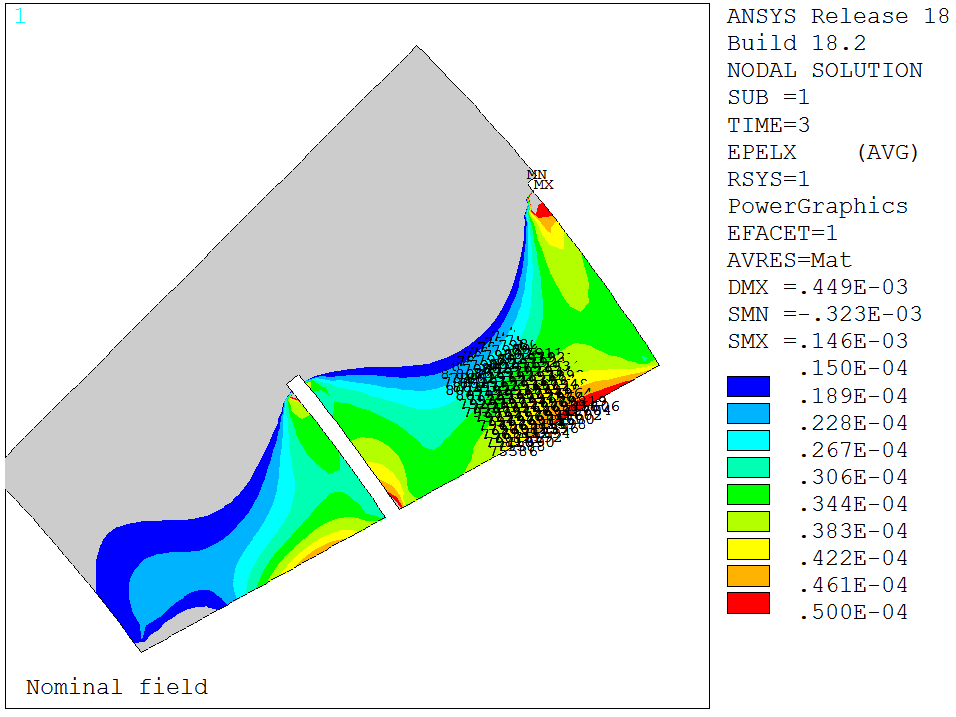 1
ANSYS Release 18
Build 18.2
NODAL SOLUTION
SUB =1
TIME=3
EPELX (AVG)
RSYS=1
PowerGraphics
EFACET=1
AVRES=Mat
DMX =.449E-03
SMN =-.323E-03
SMX =.146E-03
.150E-04
.189E-04
.228E-04
.267E-04
.306E-04
.344E-04
.383E-04
.422E-04
.461E-04
.500E-04
MN
MX
Nominal field